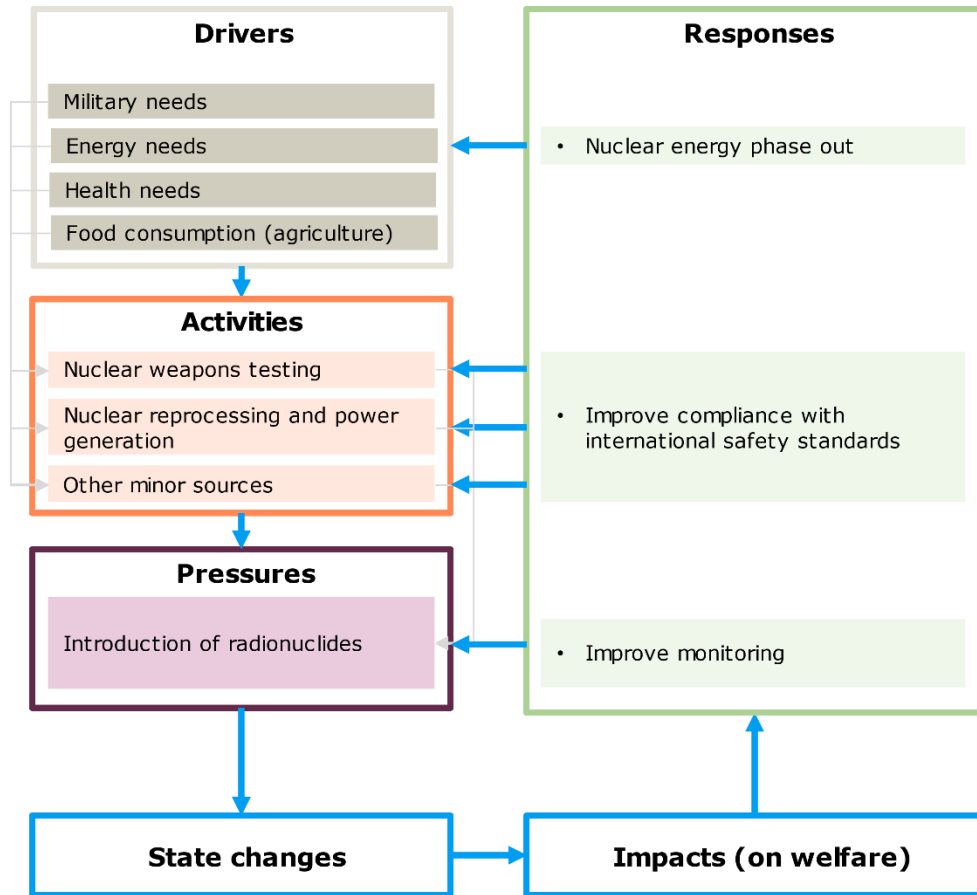 Drivers
Military needs
Energy needs
Health needs
Food consumption (agriculture)
Activities
Nuclear weapons testing
Nuclear reprocessing and power
generation
Other minor sources
Pressures
Introduction of radionuclides
State changes
Responses
• Nuclear energy phase out
• Improve compliance with
international safety standards
• Improve monitoring
Impacts (on welfare)